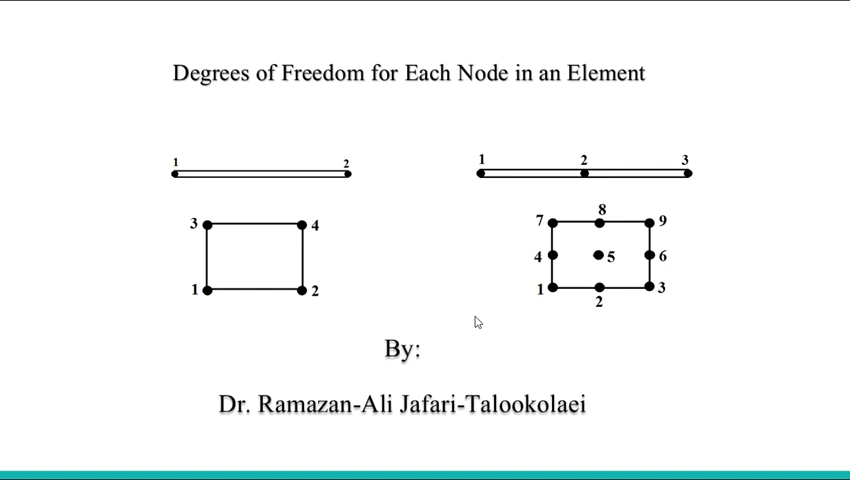 Degrees of Freedom for Each Node in an Element
1 2
1 2 3
3 4
1 2
7 8 9
4 5 6
1 2 3
By:
Dr. Ramazan-Ali Jafari-Talookolaei